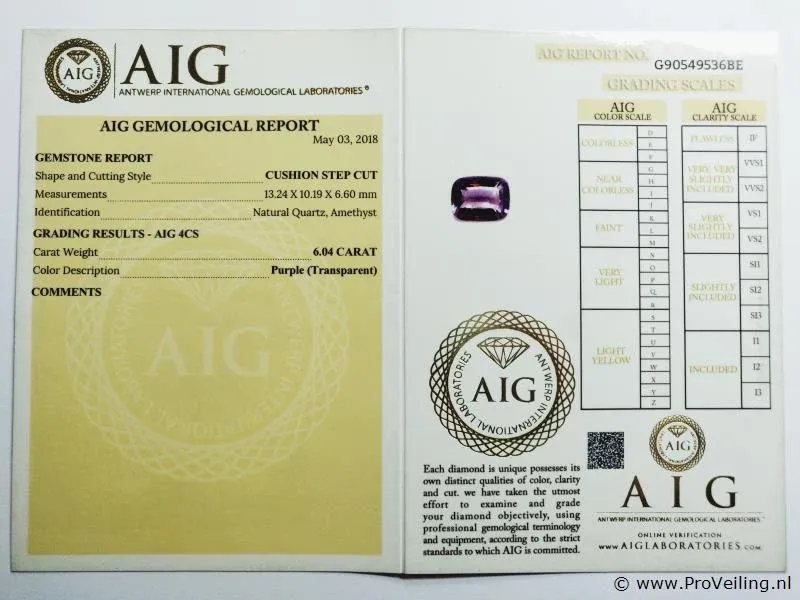 AIG
AIG
ANTWERP INTERNATIONAL GEMOLOGICAL LABORATORIES ®
AIG GEMOLOGICAL REPORT
May 03, 2018
GEMSTONE REPORT
Shape and Cutting Style CUSHION STEP CUT
Measurements 13.24 X 10.19 X 6.60 mm
Identification Natural Quartz, Amethyst
GRADING RESULTS - AIG 4CS
Carat Weight 6.04 CARAT
Color Description Purple (Transparent)
COMMENTS
AIG
AIG REPORT NO. G90549536BE
GRADING SCALES
AIG
COLOR SCALE
COLORLESS
D
E
F
NEAR
COLORLESS
G
H
I
J
FAINT
K
L
M
VERY
LIGHT
N
O
P
Q
R
LIGHT
YELLOW
S
T
U
V
W
X
Y
Z
AIG
CLARITY SCALE
FLAWLESS
IF
VERY VERY
SLIGHTLY
INCLUDED
VVS1
VVS2
VERY
SLIGHTLY
INCLUDED
VS1
VS2
SLIGHTLY
INCLUDED
SI1
SI2
SI3
INCLUDED
I1
I2
I3
ANTWERP INTERNATIONAL LABORATORIES
AIG
Each diamond is unique possesses its
own distinct qualities of color, clarity
and cut. we have taken the utmost
effort to examine and grade
your diamond objectively, using
professional gemological terminology
and equipment, according to the strict
standards to which AIG is committed.
AIG
AIG
ANTWERP INTERNATIONAL GEMOLOGICAL LABORATORIES
ONLINE VERIFICATION
www.AIGLABORATORIES.COM
© www.ProVeiling.nl